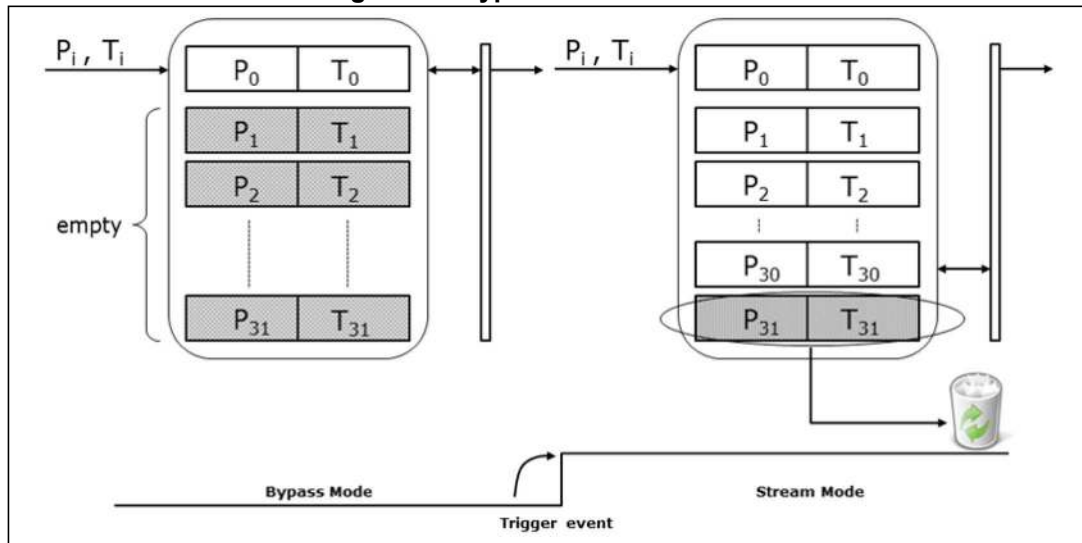 P_i , T_i
P_0 T_0
P_1 T_1
P_2 T_2
empty
P_31 T_31
P_i , T_i
P_0 T_0
P_1 T_1
P_2 T_2
P_30 T_30
P_31 T_31
Bypass Mode
Trigger event
Stream Mode